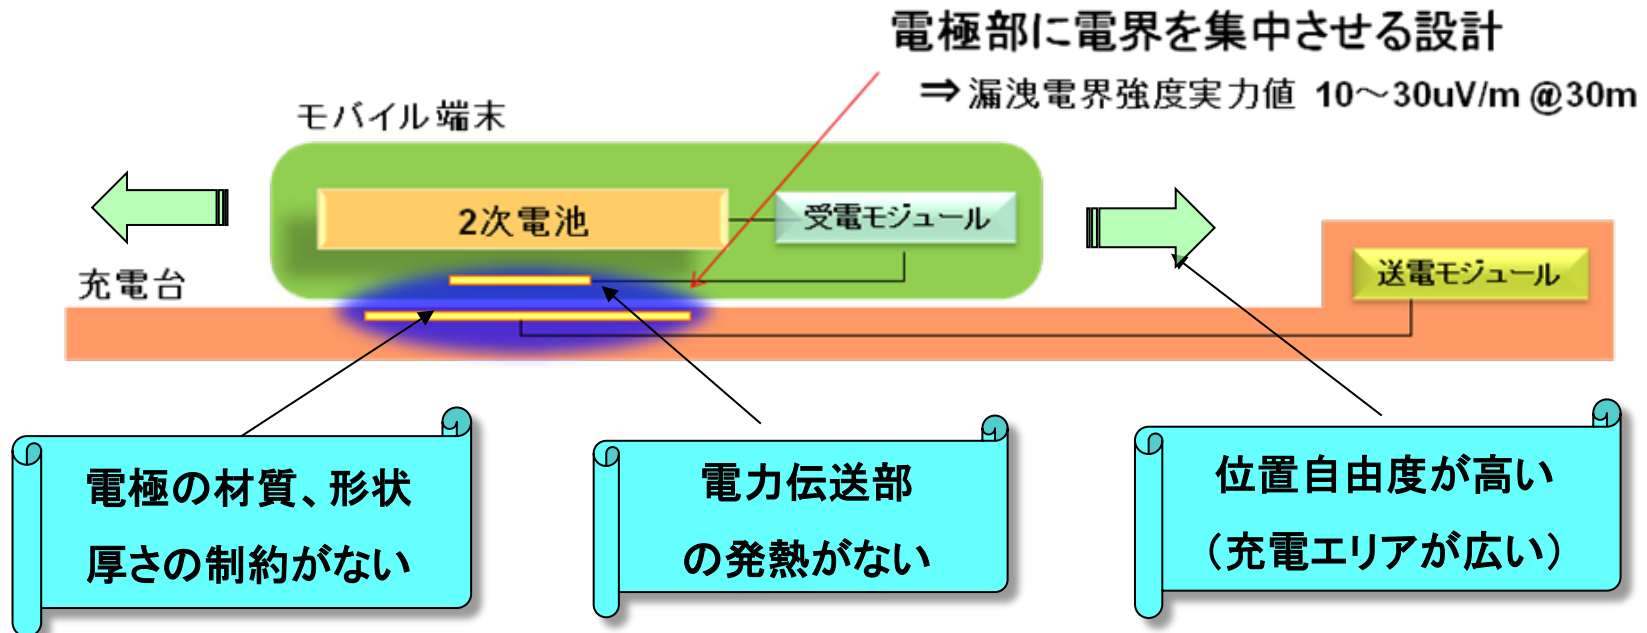 電極部に電界を集中させる設計
⇒ 漏洩電界強度実力値 10～30uV/m @30m
モバイル端末
2次電池
受電モジュール
充電台
送電モジュール
電極の材質、形状
厚さの制約がない
電力伝送部
の発熱がない
位置自由度が高い
（充電エリアが広い）